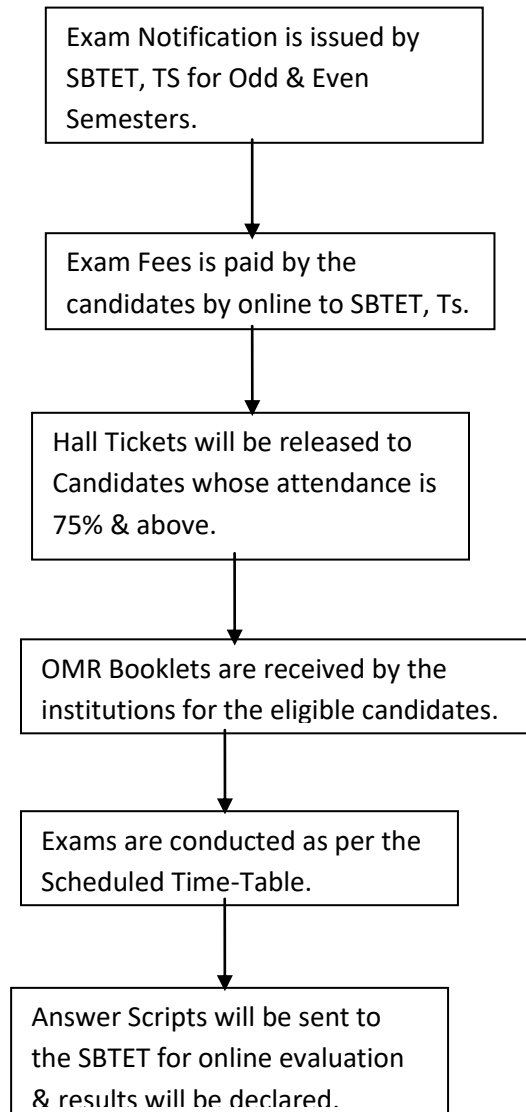 Exam Notification is issued by
SBTET, TS for Odd & Even
Semesters.
Exam Fees is paid by the
candidates by online to SBTET, Ts.
Hall Tickets will be released to
Candidates whose attendance is
75% & above.
OMR Booklets are received by the
institutions for the eligible candidates.
Exams are conducted as per the
Scheduled Time-Table.
Answer Scripts will be sent to
the SBTET for online evaluation
& results will be declared.